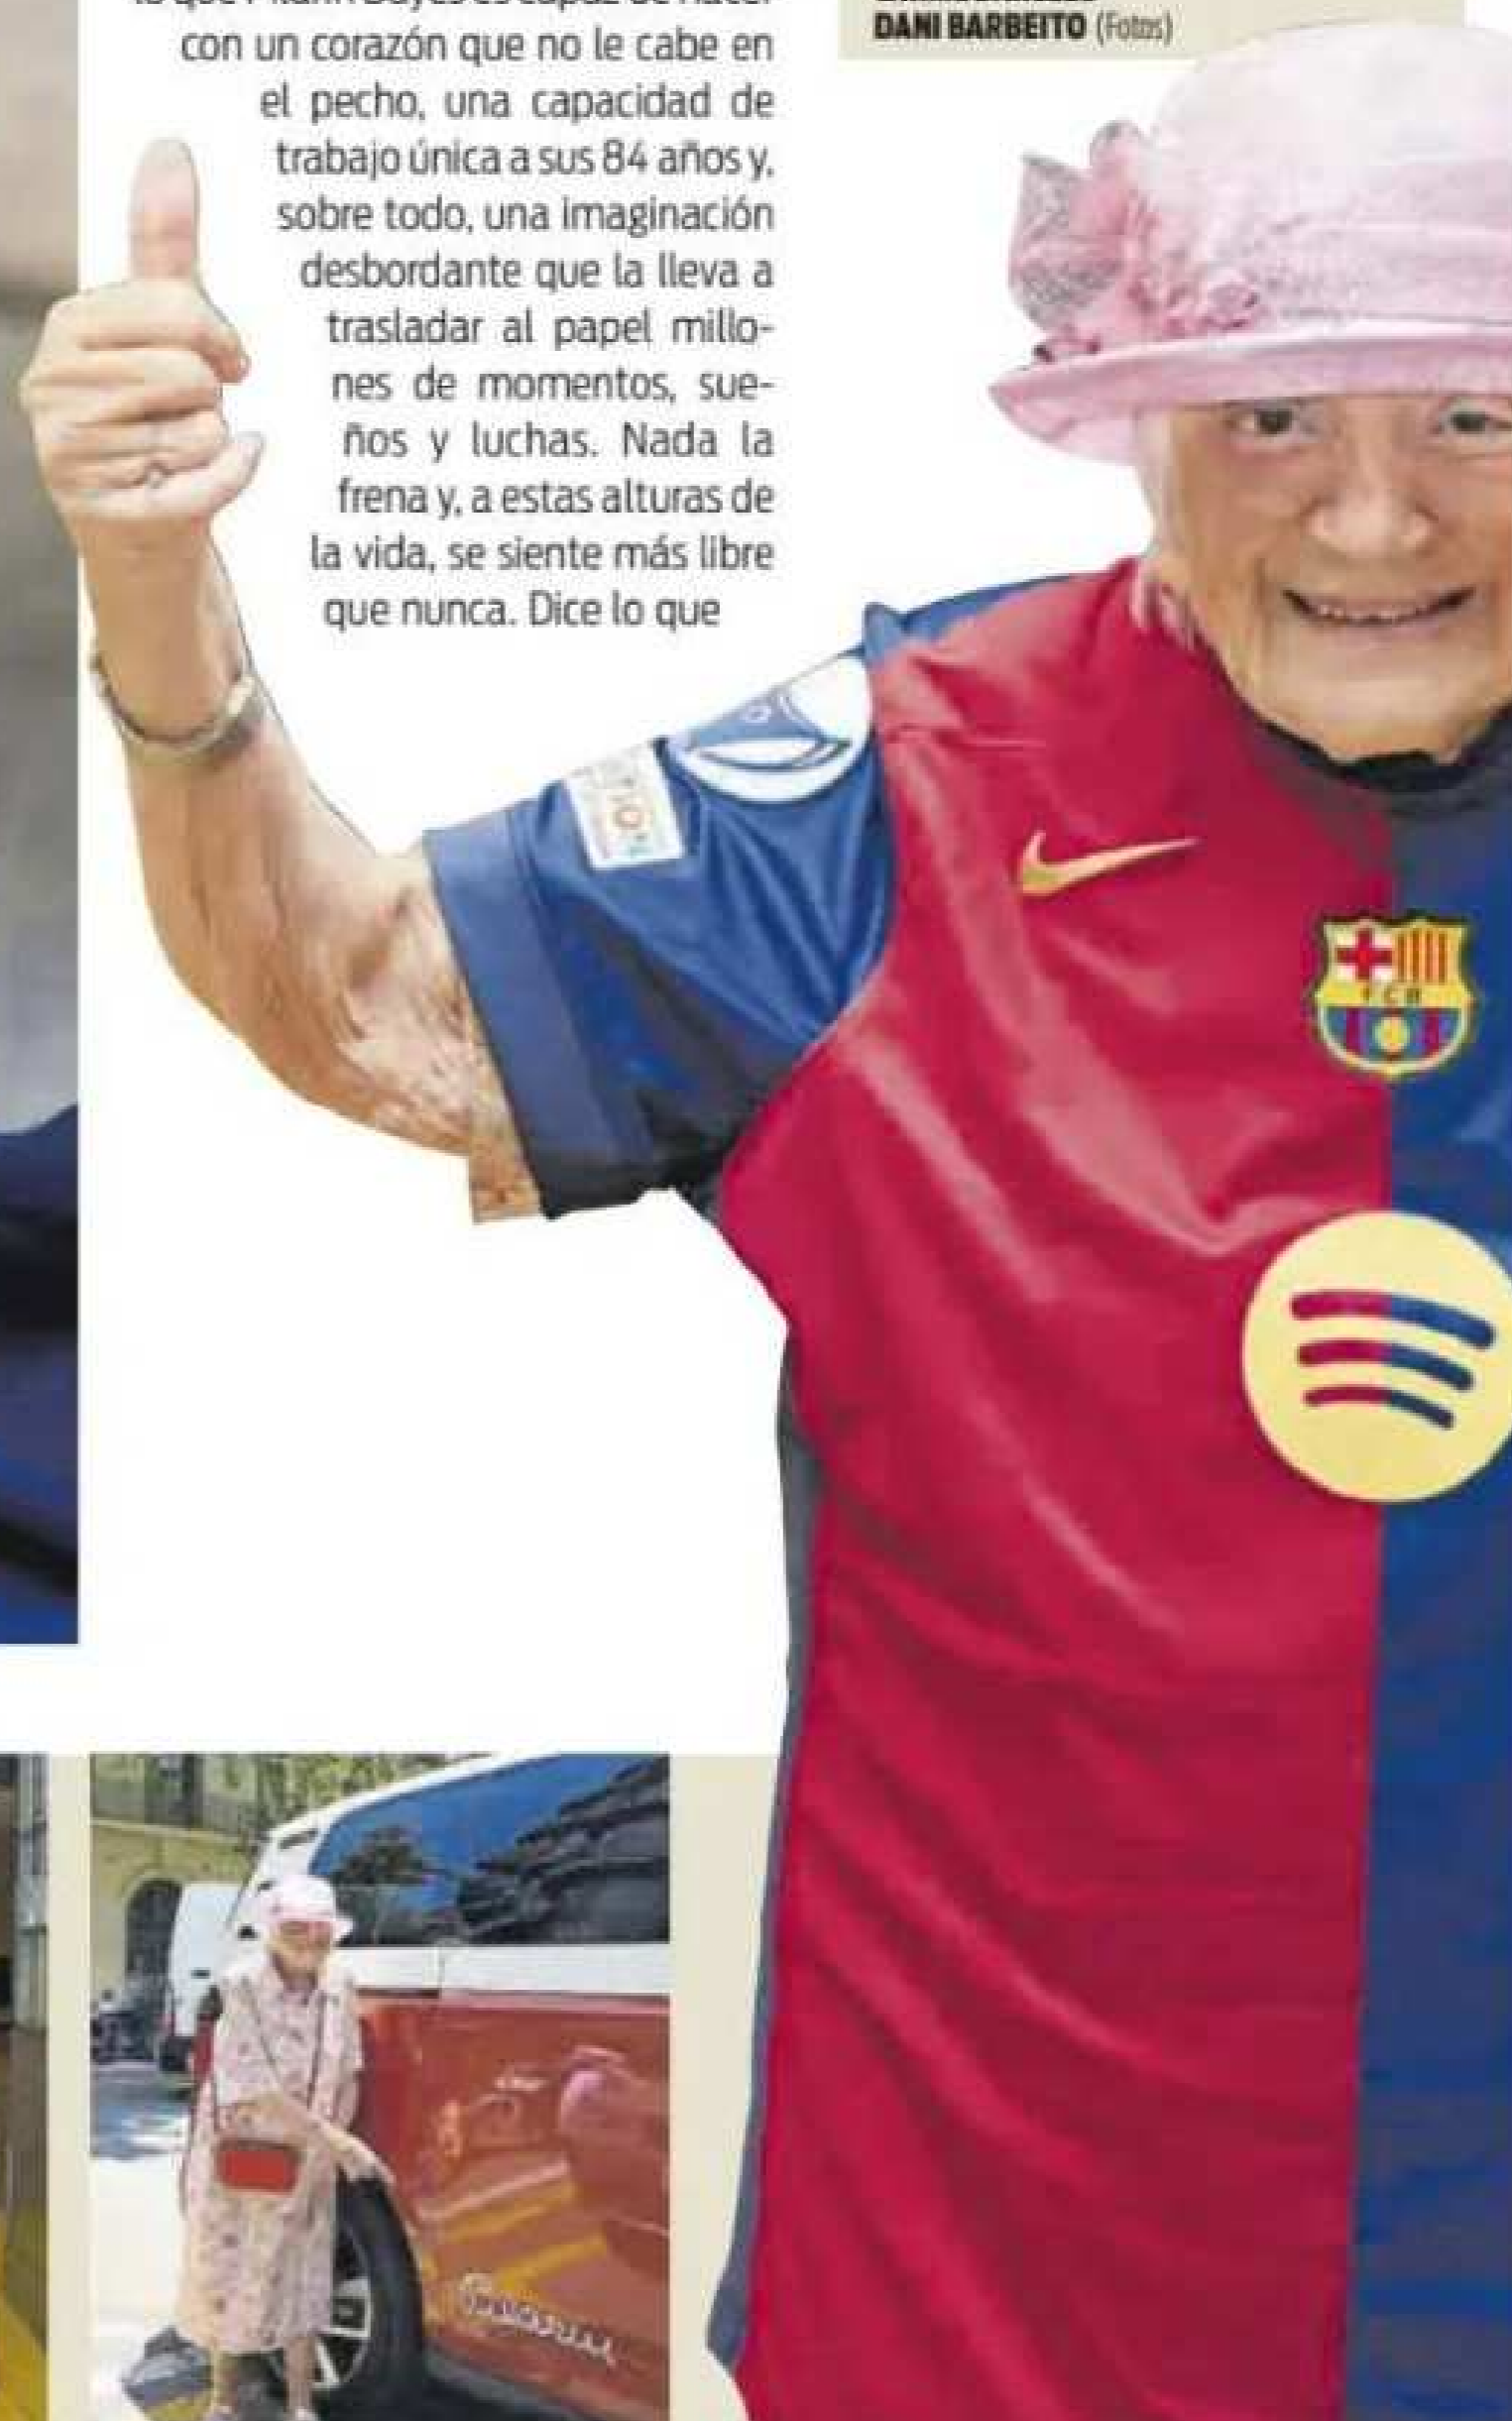 con un corazón que no le cabe en
el pecho, una capacidad de
trabajo única a sus 84 años y,
sobre todo, una imaginación
desbordante que la lleva a
trasladar al papel millo-
nes de momentos, sue-
ños y luchas. Nada la
frena y, a estas alturas de
la vida, se siente más libre
que nunca. Dice lo que
DANI BARBEITO (Fotos)
FCB